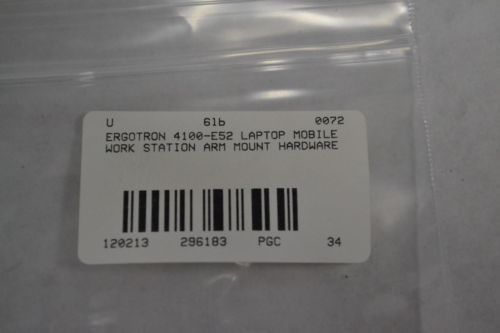 U 61b 0072
ERGOTRON 4100-E52 LAPTOP MOBILE
WORK STATION ARM MOUNT HARDWARE
120213 296183 PGC 34